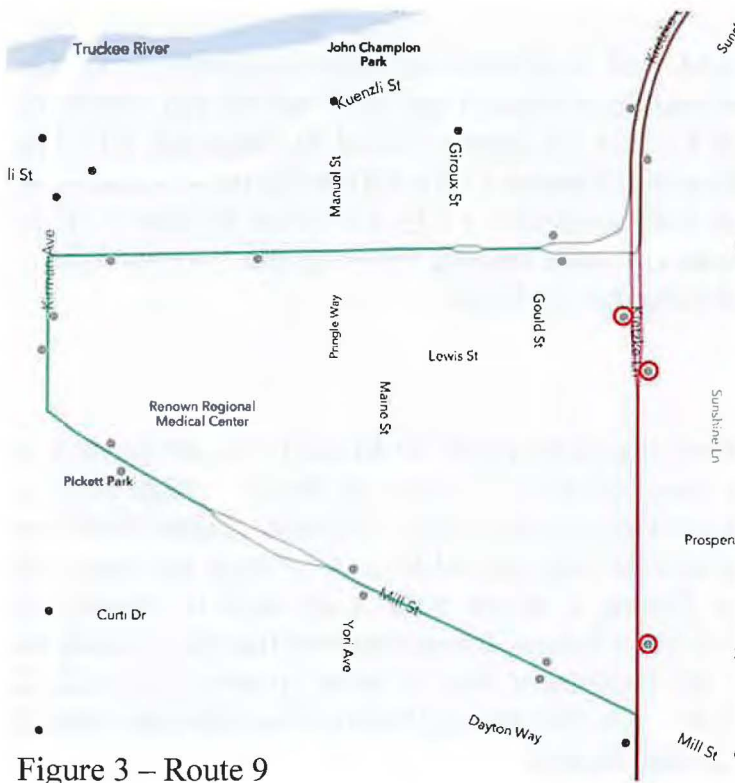 Truckee River
John Champion
Park
Kuenzli St
Manuel St
Giroux St
li St
Kirman Ave
Kietzke Ln
Pringle Way
Gould St
Lewis St
Maine St
Renown Regional
Medical Center
Sunshine Ln
Pickett Park
Curti Dr
Mill St
Yori Ave
Dayton Way
Mill St
Figure 3 – Route 9